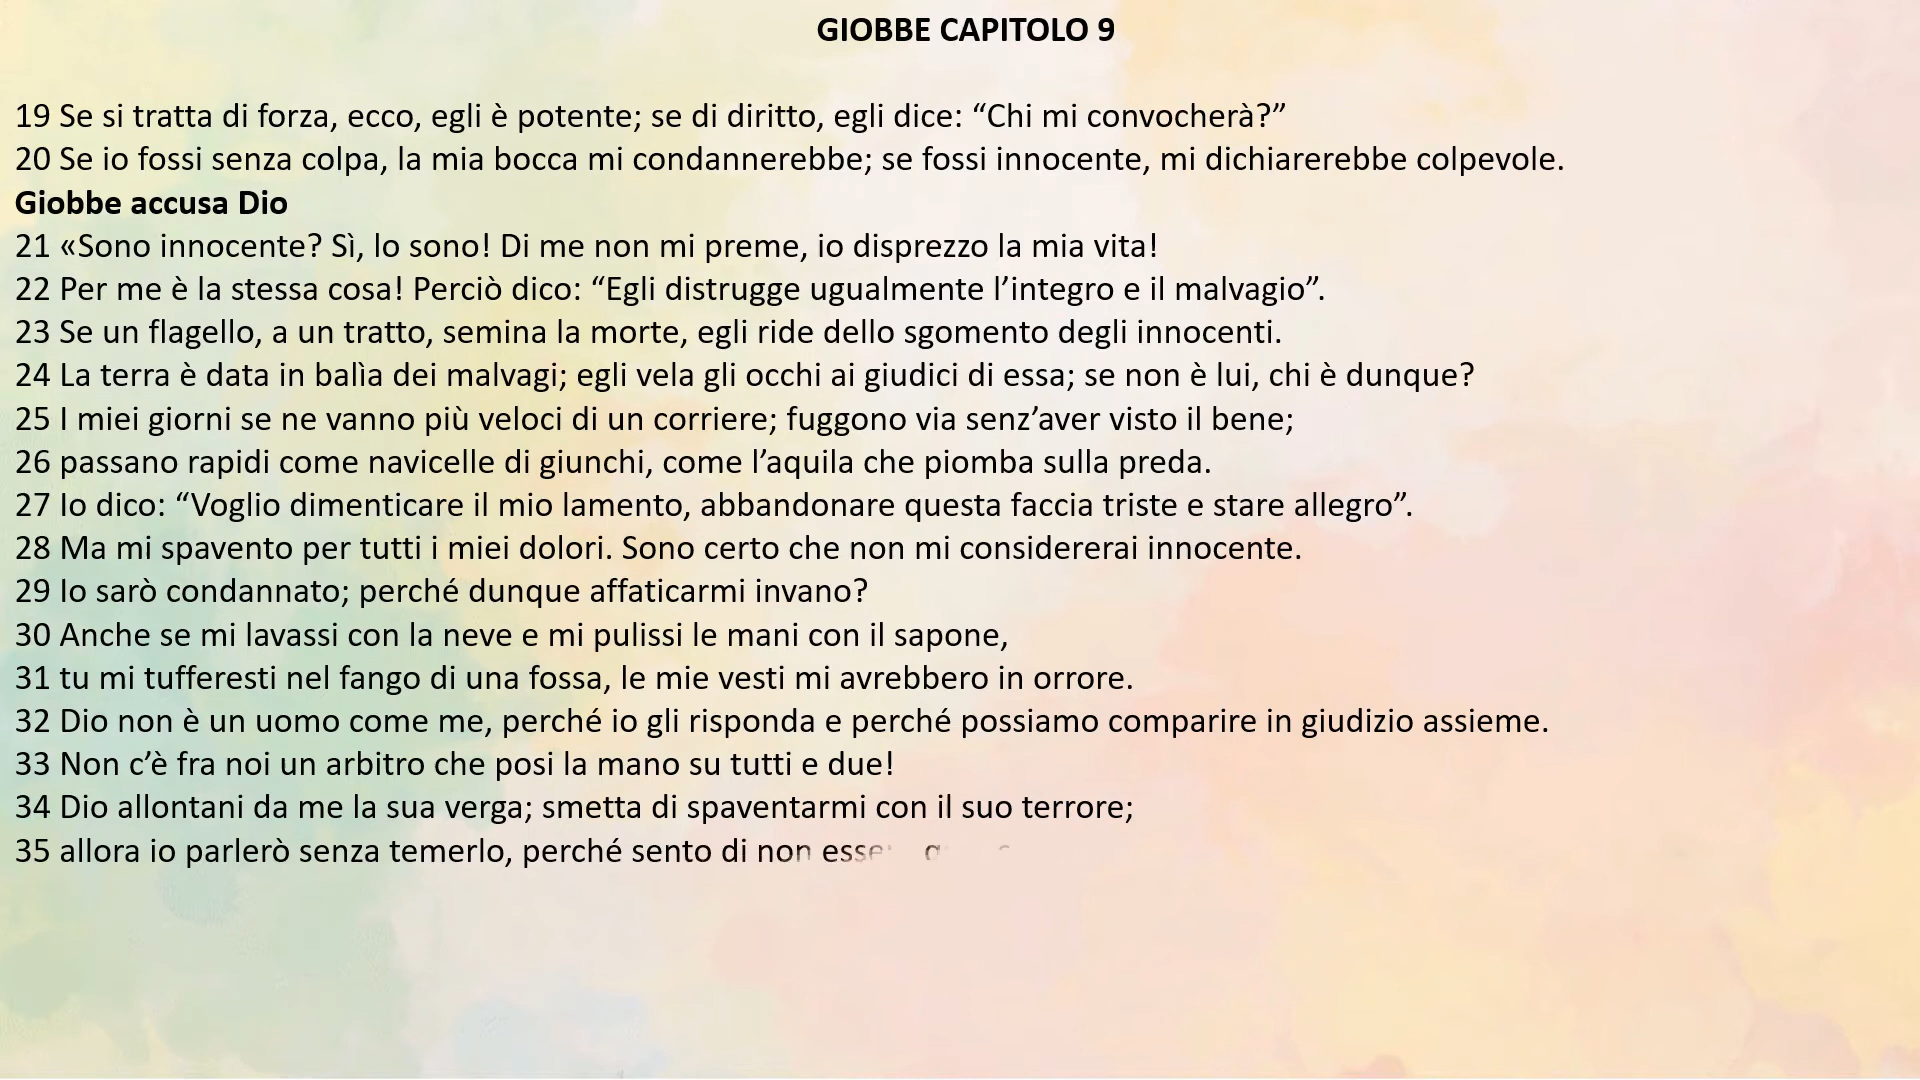 GIOBBE CAPITOLO 9
19 Se si tratta di forza, ecco, egli è potente; se di diritto, egli dice: “Chi mi convocherà?”
20 Se io fossi senza colpa, la mia bocca mi condannerebbe; se fossi innocente, mi dichiarerebbe colpevole.
Giobbe accusa Dio
21 «Sono innocente? Sì, lo sono! Di me non mi preme, io disprezzo la mia vita!
22 Per me è la stessa cosa! Perciò dico: “Egli distrugge ugualmente l’integro e il malvagio”.
23 Se un flagello, a un tratto, semina la morte, egli ride dello sgomento degli innocenti.
24 La terra è data in balìa dei malvagi; egli vela gli occhi ai giudici di essa; se non è lui, chi è dunque?
25 I miei giorni se ne vanno più veloci di un corriere; fuggono via senz’aver visto il bene;
26 passano rapidi come navicelle di giunchi, come l’aquila che piomba sulla preda.
27 Io dico: “Voglio dimenticare il mio lamento, abbandonare questa faccia triste e stare allegro”.
28 Ma mi spavento per tutti i miei dolori. Sono certo che non mi considererai innocente.
29 Io sarò condannato; perché dunque affaticarmi invano?
30 Anche se mi lavassi con la neve e mi pulissi le mani con il sapone,
31 tu mi tufferesti nel fango di una fossa, le mie vesti mi avrebbero in orrore.
32 Dio non è un uomo come me, perché io gli risponda e perché possiamo comparire in giudizio assieme.
33 Non c’è fra noi un arbitro che posi la mano su tutti e due!
34 Dio allontani da me la sua verga; smetta di spaventarmi con il suo terrore;
35 allora io parlerò senza temerlo, perché sento di non